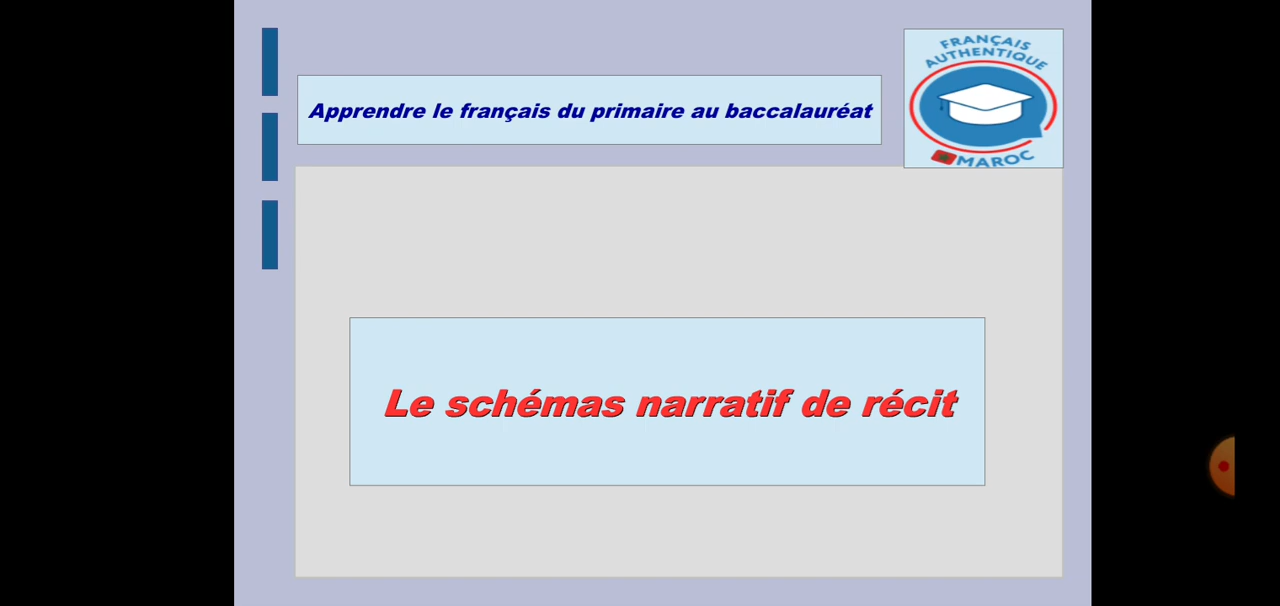 FRANÇAIS
AUTHENTIQUE
Apprendre le français du primaire au baccalauréat
MAROC
Le schémas narratif de récit